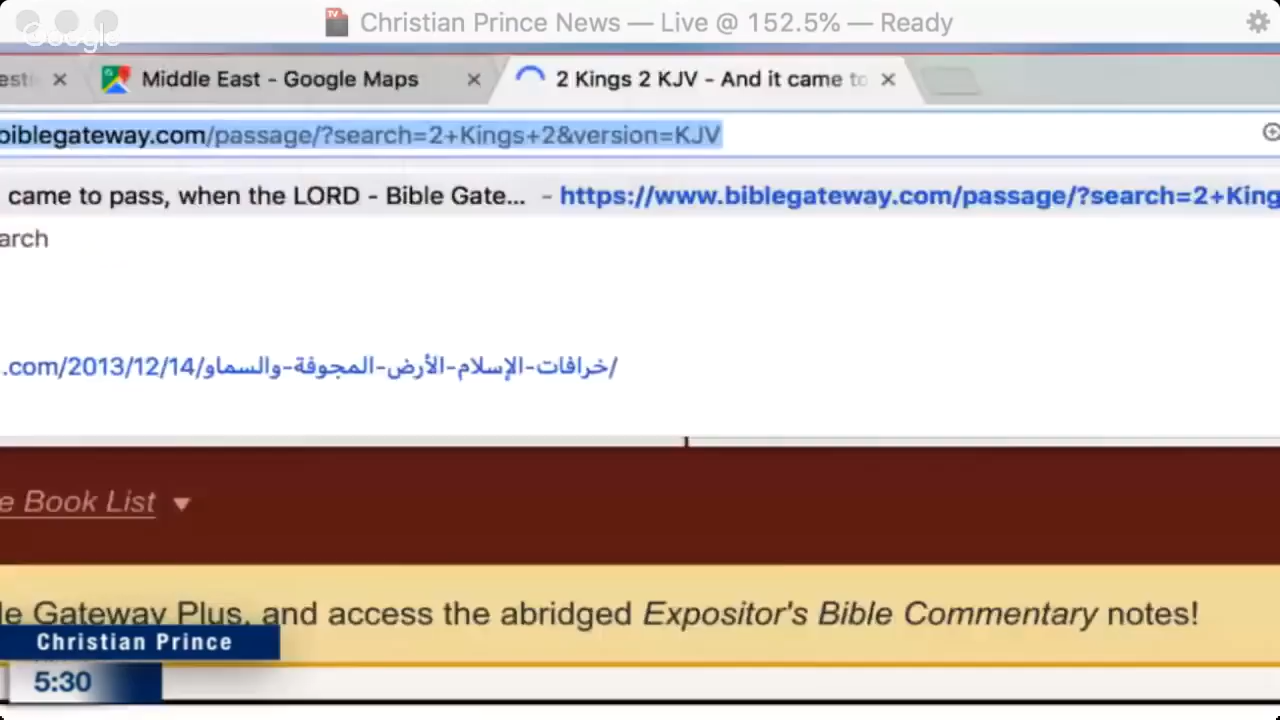 Christian Prince News — Live @ 152.5% — Ready
Google
esti
Middle East - Google Maps
2 Kings 2 KJV - And it came to
biblegateway.com/passage/?search=2+Kings+2&version=KJV
came to pass, when the LORD - Bible Gate... - https://www.biblegateway.com/passage/?search=2+King
arch
.com/2013/12/14/خرافات-الإسلام-الأرض-المجوفة-والسماو/
e Book List ▼
le Gateway Plus, and access the abridged Expositor's Bible Commentary notes!
Christian Prince
5:30